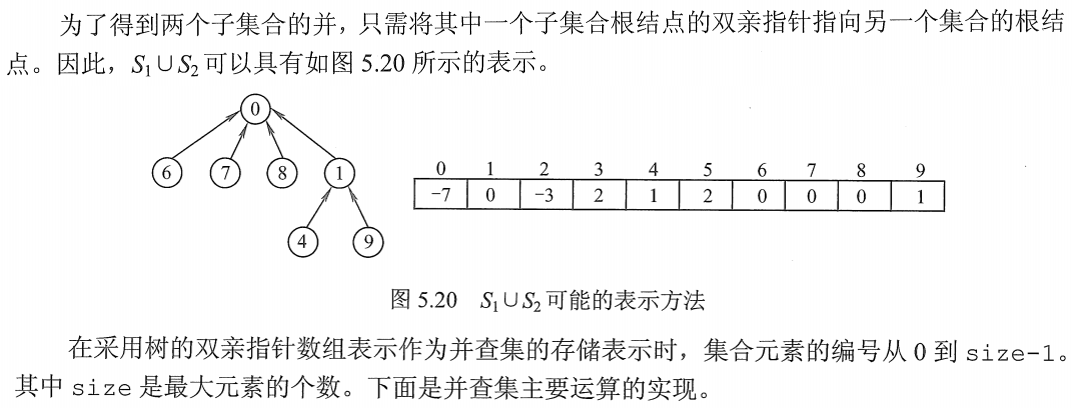 为了得到两个子集合的并，只需将其中一个子集合根结点的双亲指针指向另一个集合的根结
点。因此，S₁∪S₂可以具有如图 5.20 所示的表示。
0
6 7 8 1
4 9
0 1 2 3 4 5 6 7 8 9
-7 0 -3 2 1 2 0 0 0 1
图 5.20 S₁∪S₂可能的表示方法
在采用树的双亲指针数组表示作为并查集的存储表示时，集合元素的编号从 0 到 size-1。
其中 size 是最大元素的个数。下面是并查集主要运算的实现。